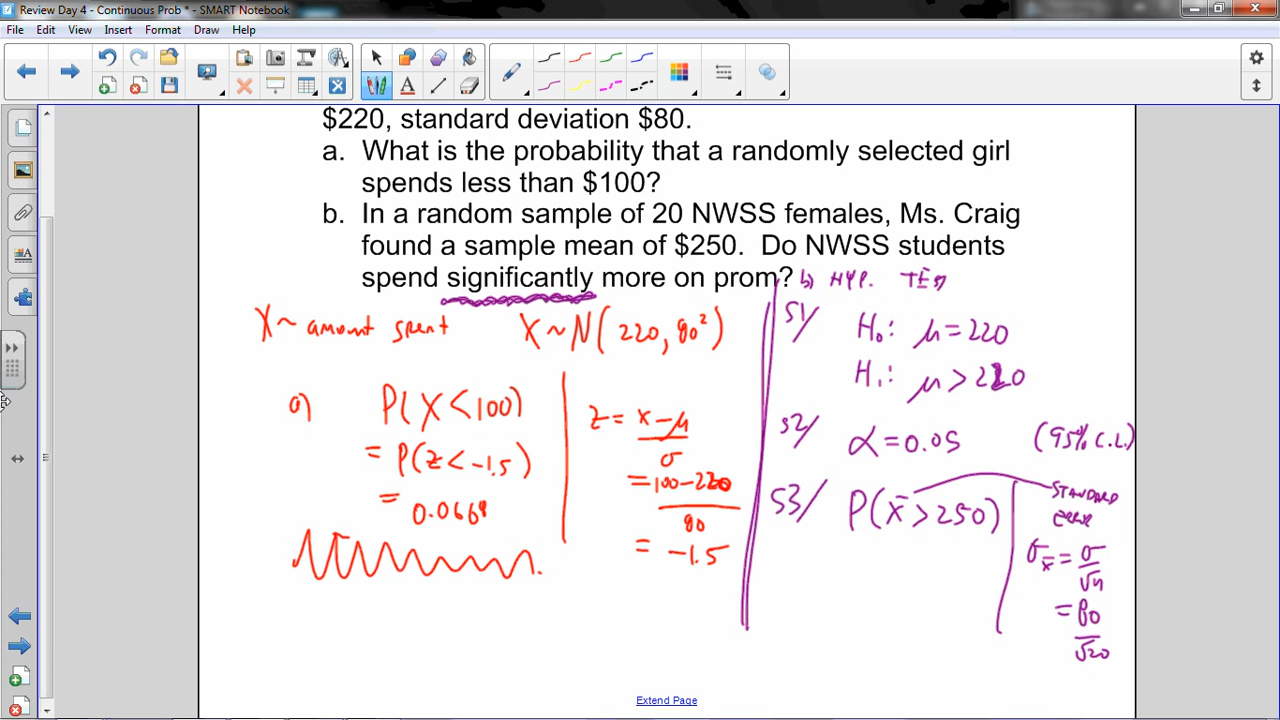 Review Day 4 - Continuous Prob * - SMART Notebook
File Edit View Insert Format Draw Help
$220, standard deviation $80.
a. What is the probability that a randomly selected girl
spends less than $100?
b. In a random sample of 20 NWSS females, Ms. Craig
found a sample mean of $250. Do NWSS students
spend significantly more on prom?
b) HYP. TEST
X ~ amount spent X ~ N(220, 80²)
a) P(X < 100)
= P(z < -1.5)
= 0.0668
z = x - μ
σ
= 100 - 220
80
= -1.5
S1/ H₀: μ = 220
H₁: μ > 220
S2/ α = 0.05 (95% C.L.)
S3/ P(x̄ > 250)
STANDARD
ERROR
σx̄ = σ
√n
= 80
√20
Extend Page